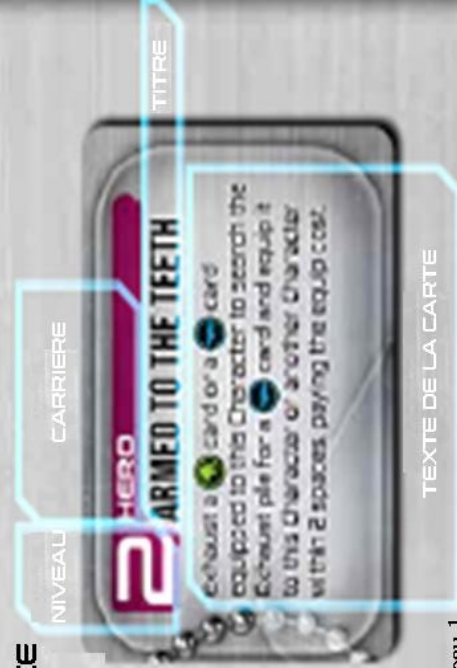 NIVEAU
CARRIERE
TITRE
2 HERO
ARMED TO THE TEETH
Exhaust a card or a card
equipped to this Character to search the
Exhaust pile for a card and equip it
to this Character or another Character
within 2 spaces, paying the equip cost.
TEXTE DE LA CARTE